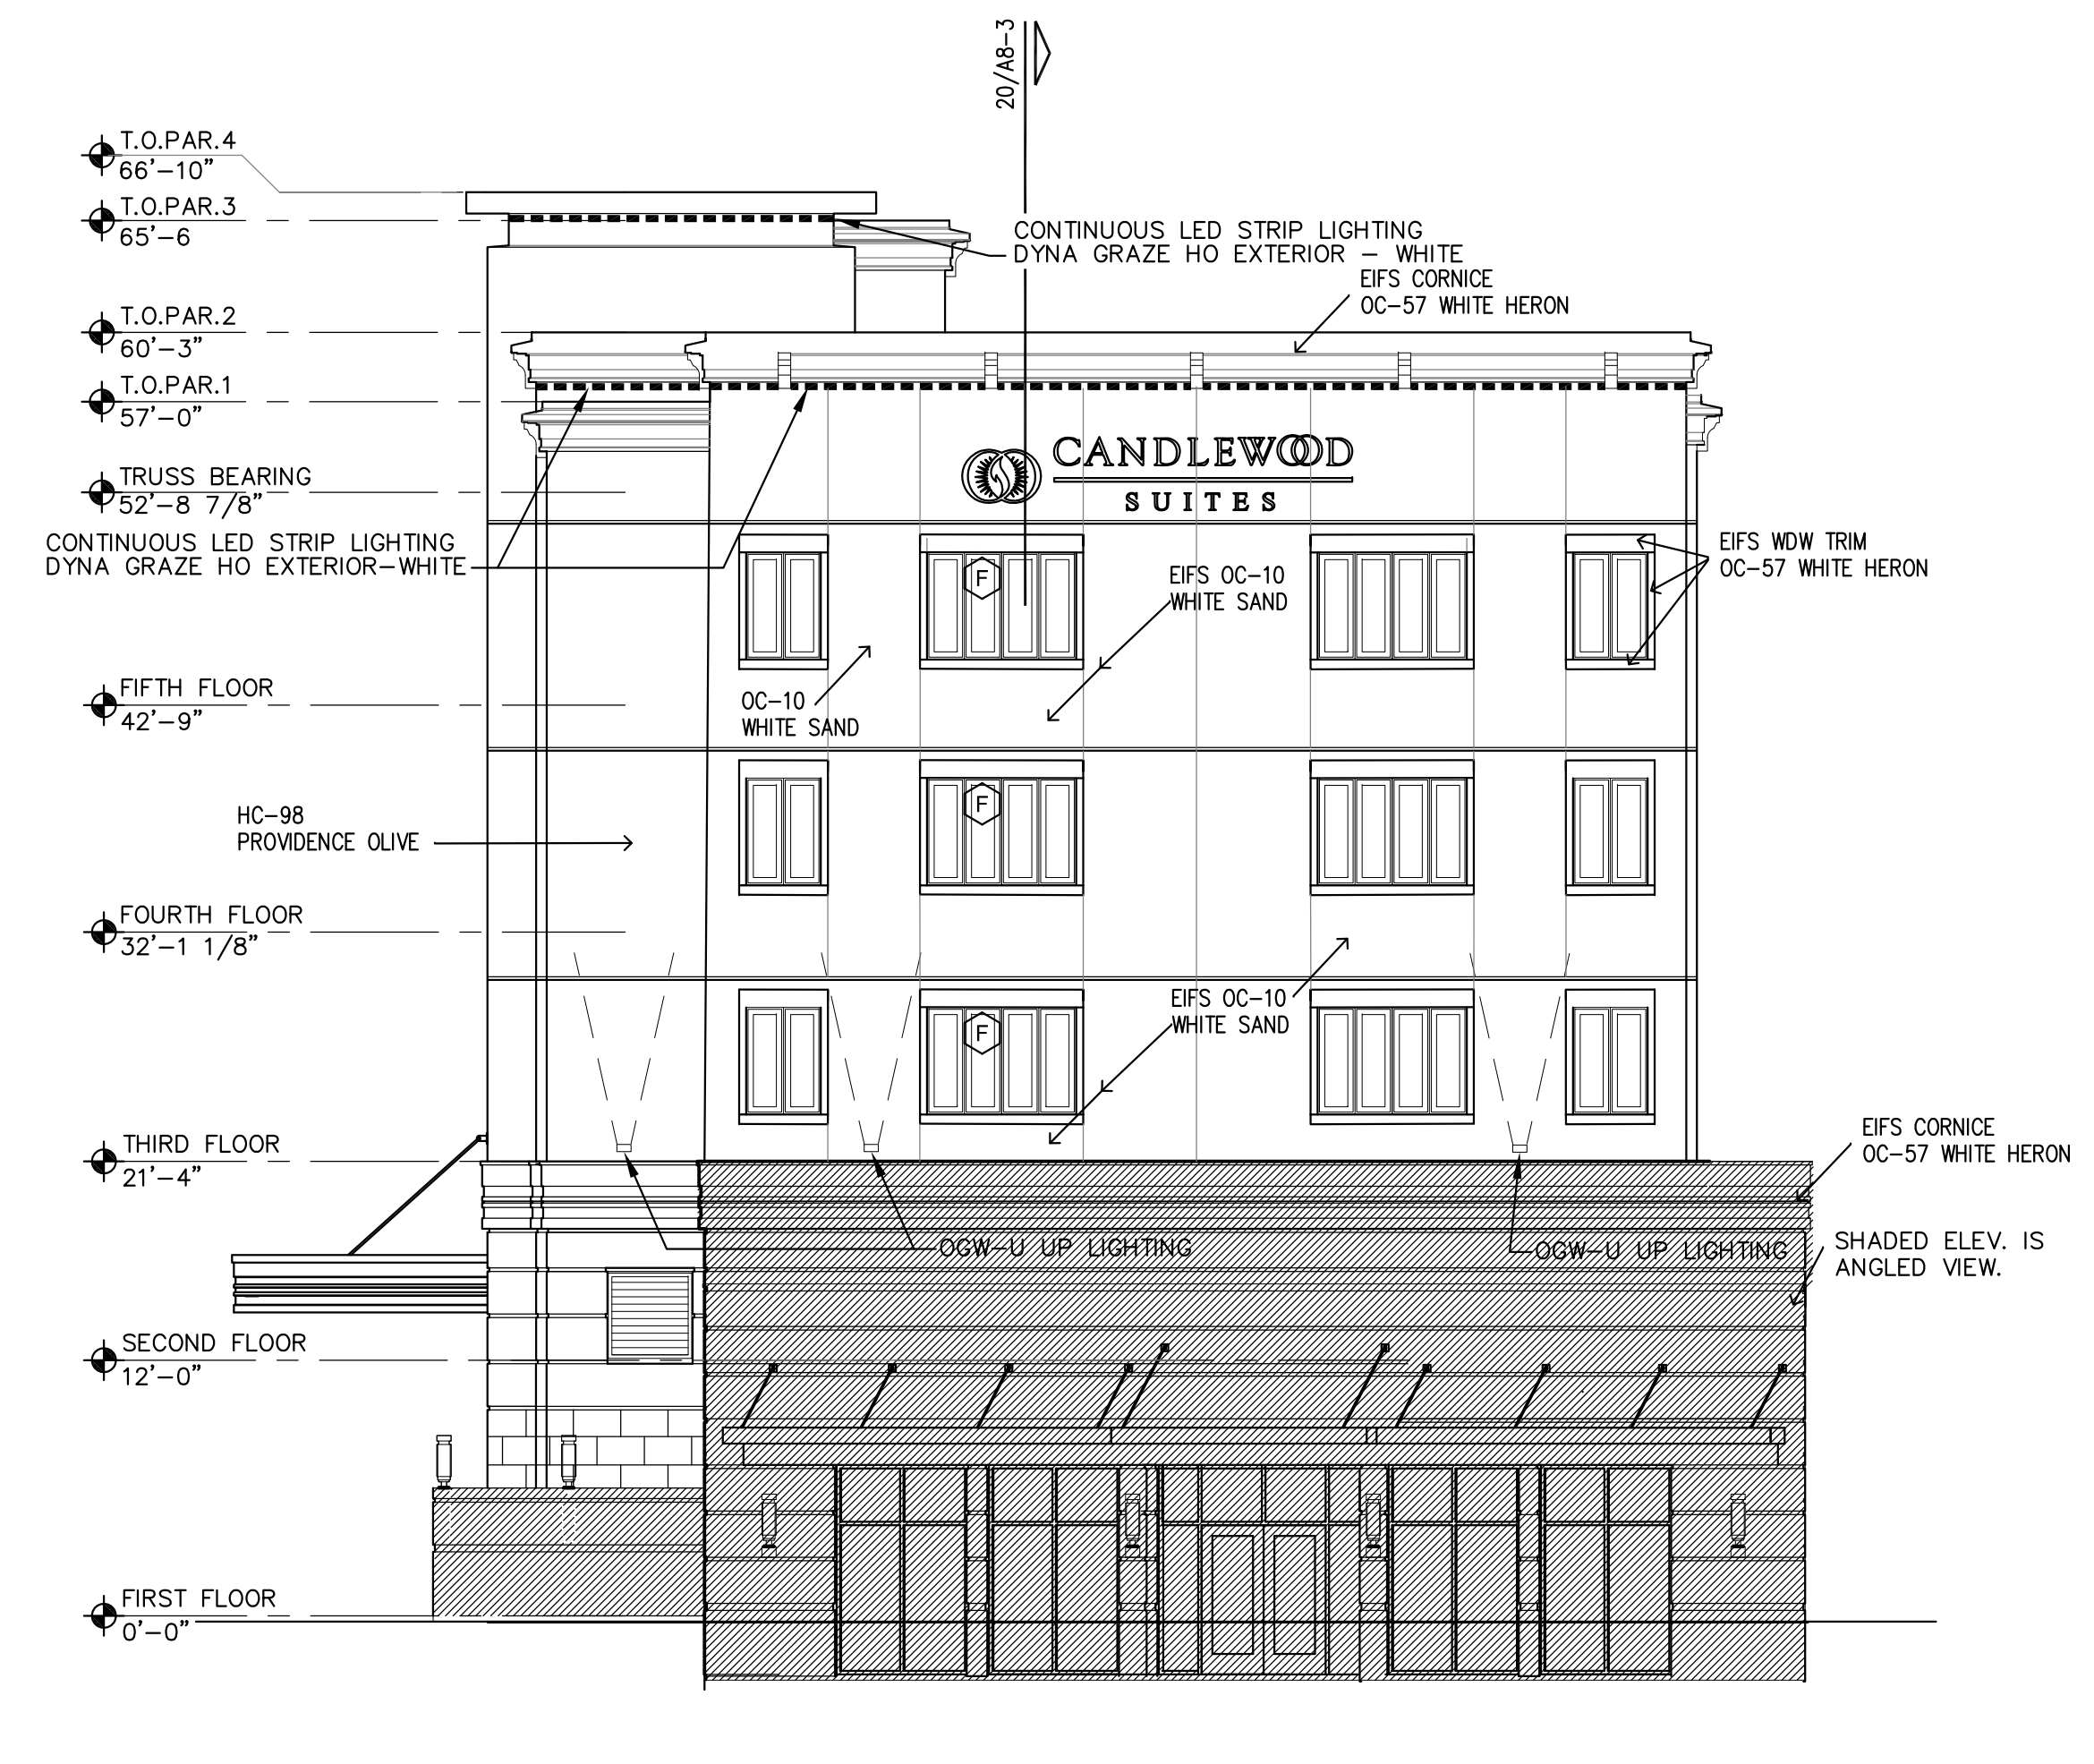 20/A8-3
T.O.PAR.4
66'-10"
T.O.PAR.3
65'-6
CONTINUOUS LED STRIP LIGHTING
DYNA GRAZE HO EXTERIOR - WHITE
EIFS CORNICE
OC-57 WHITE HERON
T.O.PAR.2
60'-3"
T.O.PAR.1
57'-0"
CANDLEWOOD
SUITES
TRUSS BEARING
52'-8 7/8"
CONTINUOUS LED STRIP LIGHTING
DYNA GRAZE HO EXTERIOR-WHITE
EIFS WDW TRIM
OC-57 WHITE HERON
F
EIFS OC-10
WHITE SAND
FIFTH FLOOR
42'-9"
OC-10
WHITE SAND
F
HC-98
PROVIDENCE OLIVE
FOURTH FLOOR
32'-1 1/8"
EIFS OC-10
WHITE SAND
F
THIRD FLOOR
21'-4"
EIFS CORNICE
OC-57 WHITE HERON
OGW-U UP LIGHTING
OGW-U UP LIGHTING
SHADED ELEV. IS
ANGLED VIEW.
SECOND FLOOR
12'-0"
FIRST FLOOR
0'-0"